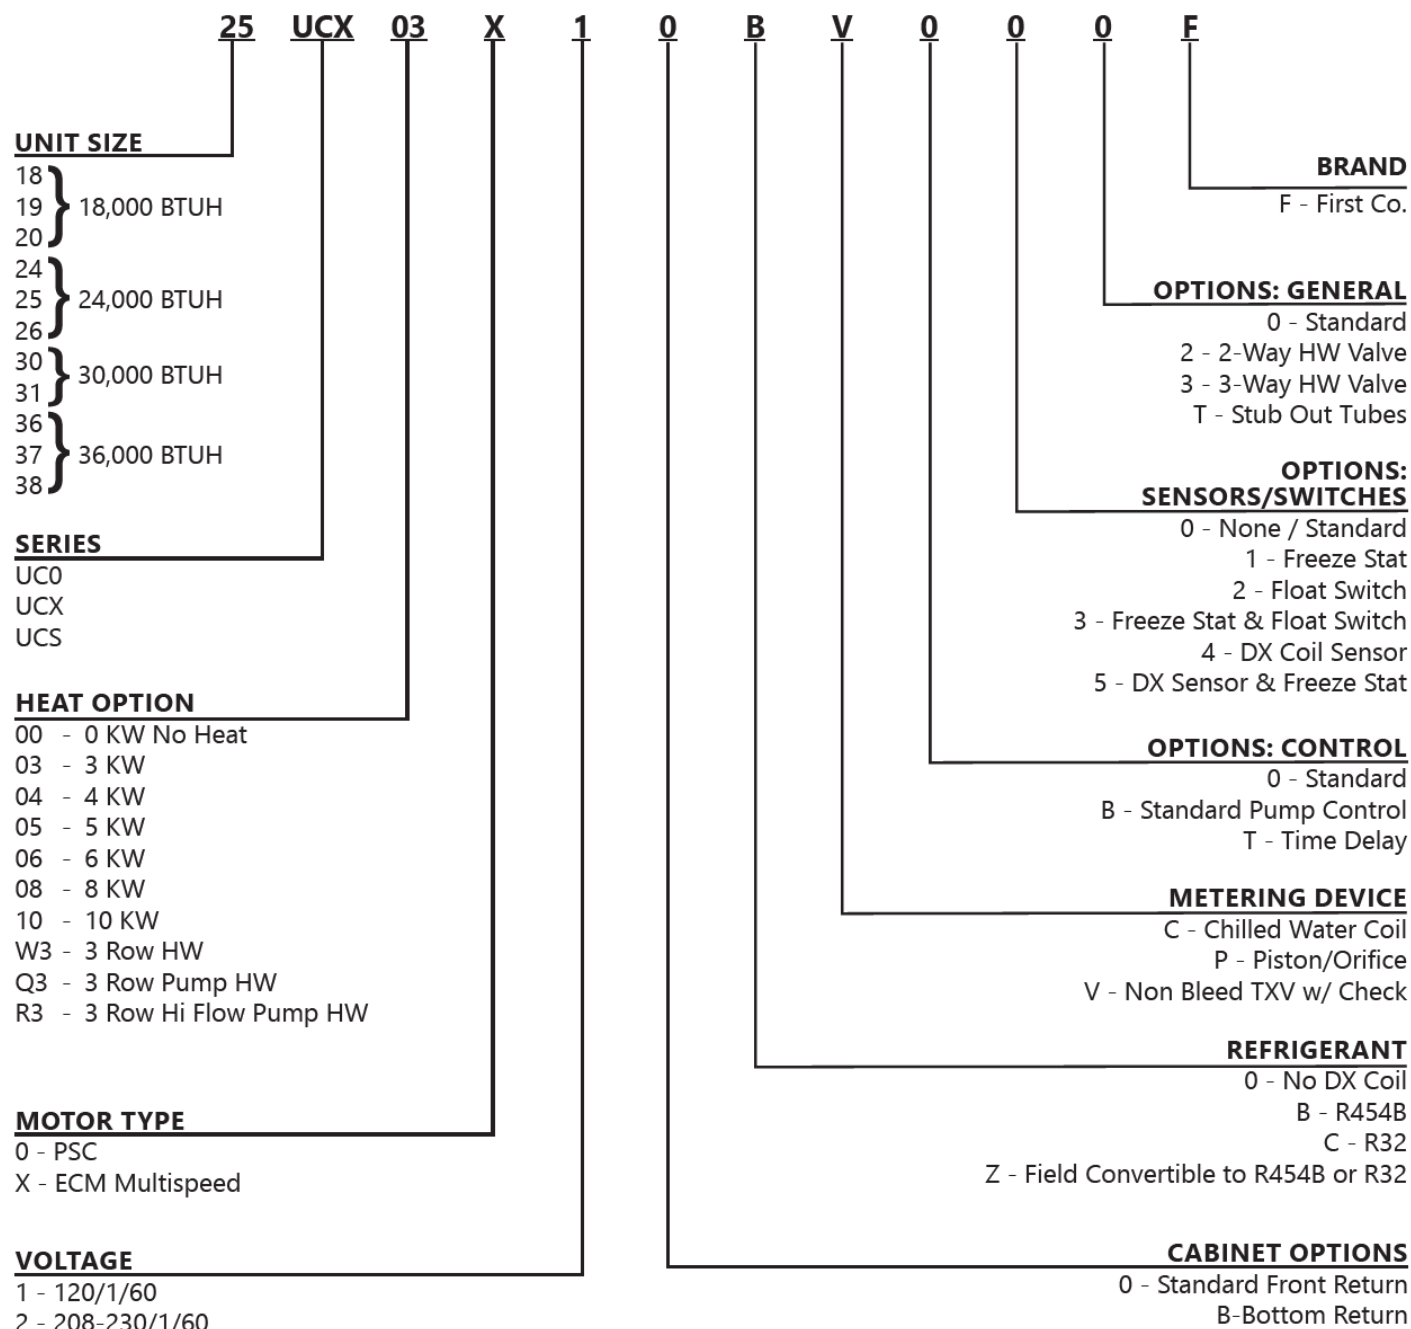 25 UCX 03 X 1 0 B V 0 0 0 F
UNIT SIZE
18
19
20
18,000 BTUH
24
25
26
24,000 BTUH
30
31
30,000 BTUH
36
37
38
36,000 BTUH
SERIES
UC0
UCX
UCS
HEAT OPTION
00 - 0 KW No Heat
03 - 3 KW
04 - 4 KW
05 - 5 KW
06 - 6 KW
08 - 8 KW
10 - 10 KW
W3 - 3 Row HW
Q3 - 3 Row Pump HW
R3 - 3 Row Hi Flow Pump HW
MOTOR TYPE
0 - PSC
X - ECM Multispeed
VOLTAGE
1 - 120/1/60
2 - 208-230/1/60
BRAND
F - First Co.
OPTIONS: GENERAL
0 - Standard
2 - 2-Way HW Valve
3 - 3-Way HW Valve
T - Stub Out Tubes
OPTIONS:
SENSORS/SWITCHES
0 - None / Standard
1 - Freeze Stat
2 - Float Switch
3 - Freeze Stat & Float Switch
4 - DX Coil Sensor
5 - DX Sensor & Freeze Stat
OPTIONS: CONTROL
0 - Standard
B - Standard Pump Control
T - Time Delay
METERING DEVICE
C - Chilled Water Coil
P - Piston/Orifice
V - Non Bleed TXV w/ Check
REFRIGERANT
0 - No DX Coil
B - R454B
C - R32
Z - Field Convertible to R454B or R32
CABINET OPTIONS
0 - Standard Front Return
B-Bottom Return